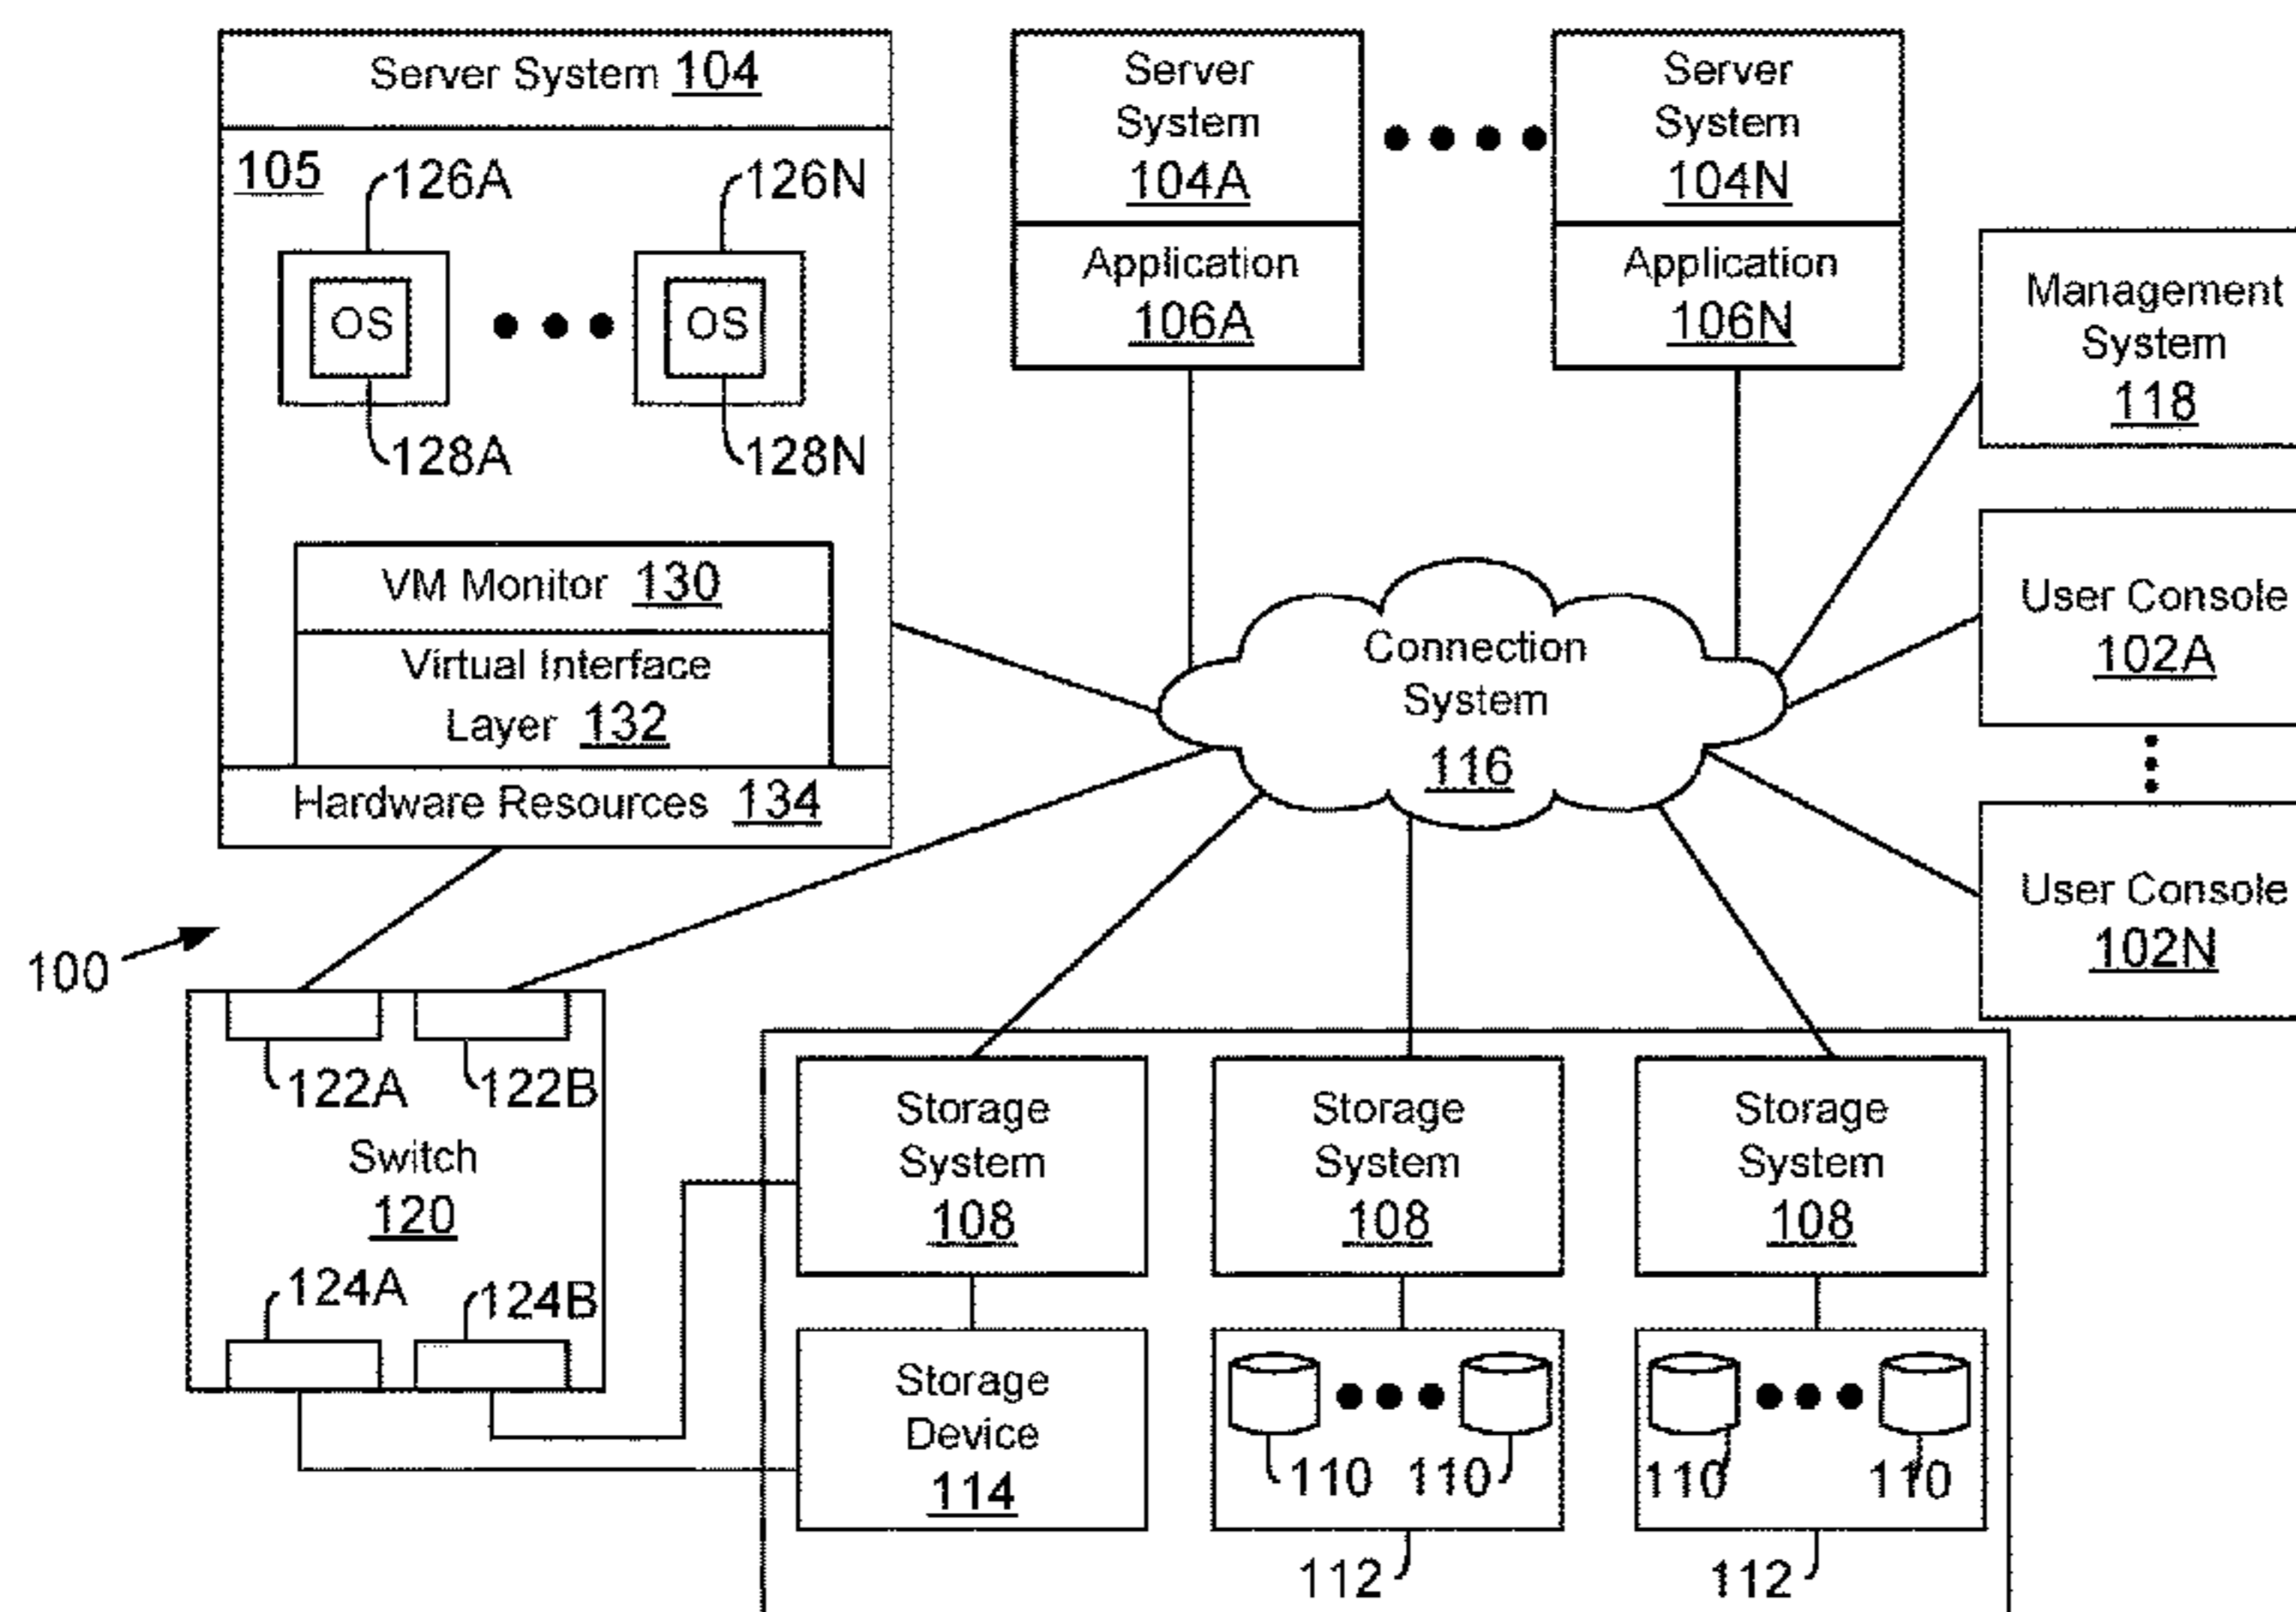 Server System 104
105
126A
126N
OS
OS
128A
128N
VM Monitor 130
Virtual Interface
Layer 132
Hardware Resources 134
Server
System
104A
Application
106A
Server
System
104N
Application
106N
Management
System
118
User Console
102A
User Console
102N
Connection
System
116
100
122A
122B
Switch
120
124A
124B
Storage
System
108
Storage
System
108
Storage
System
108
Storage
Device
114
110
110
110
110
112
112